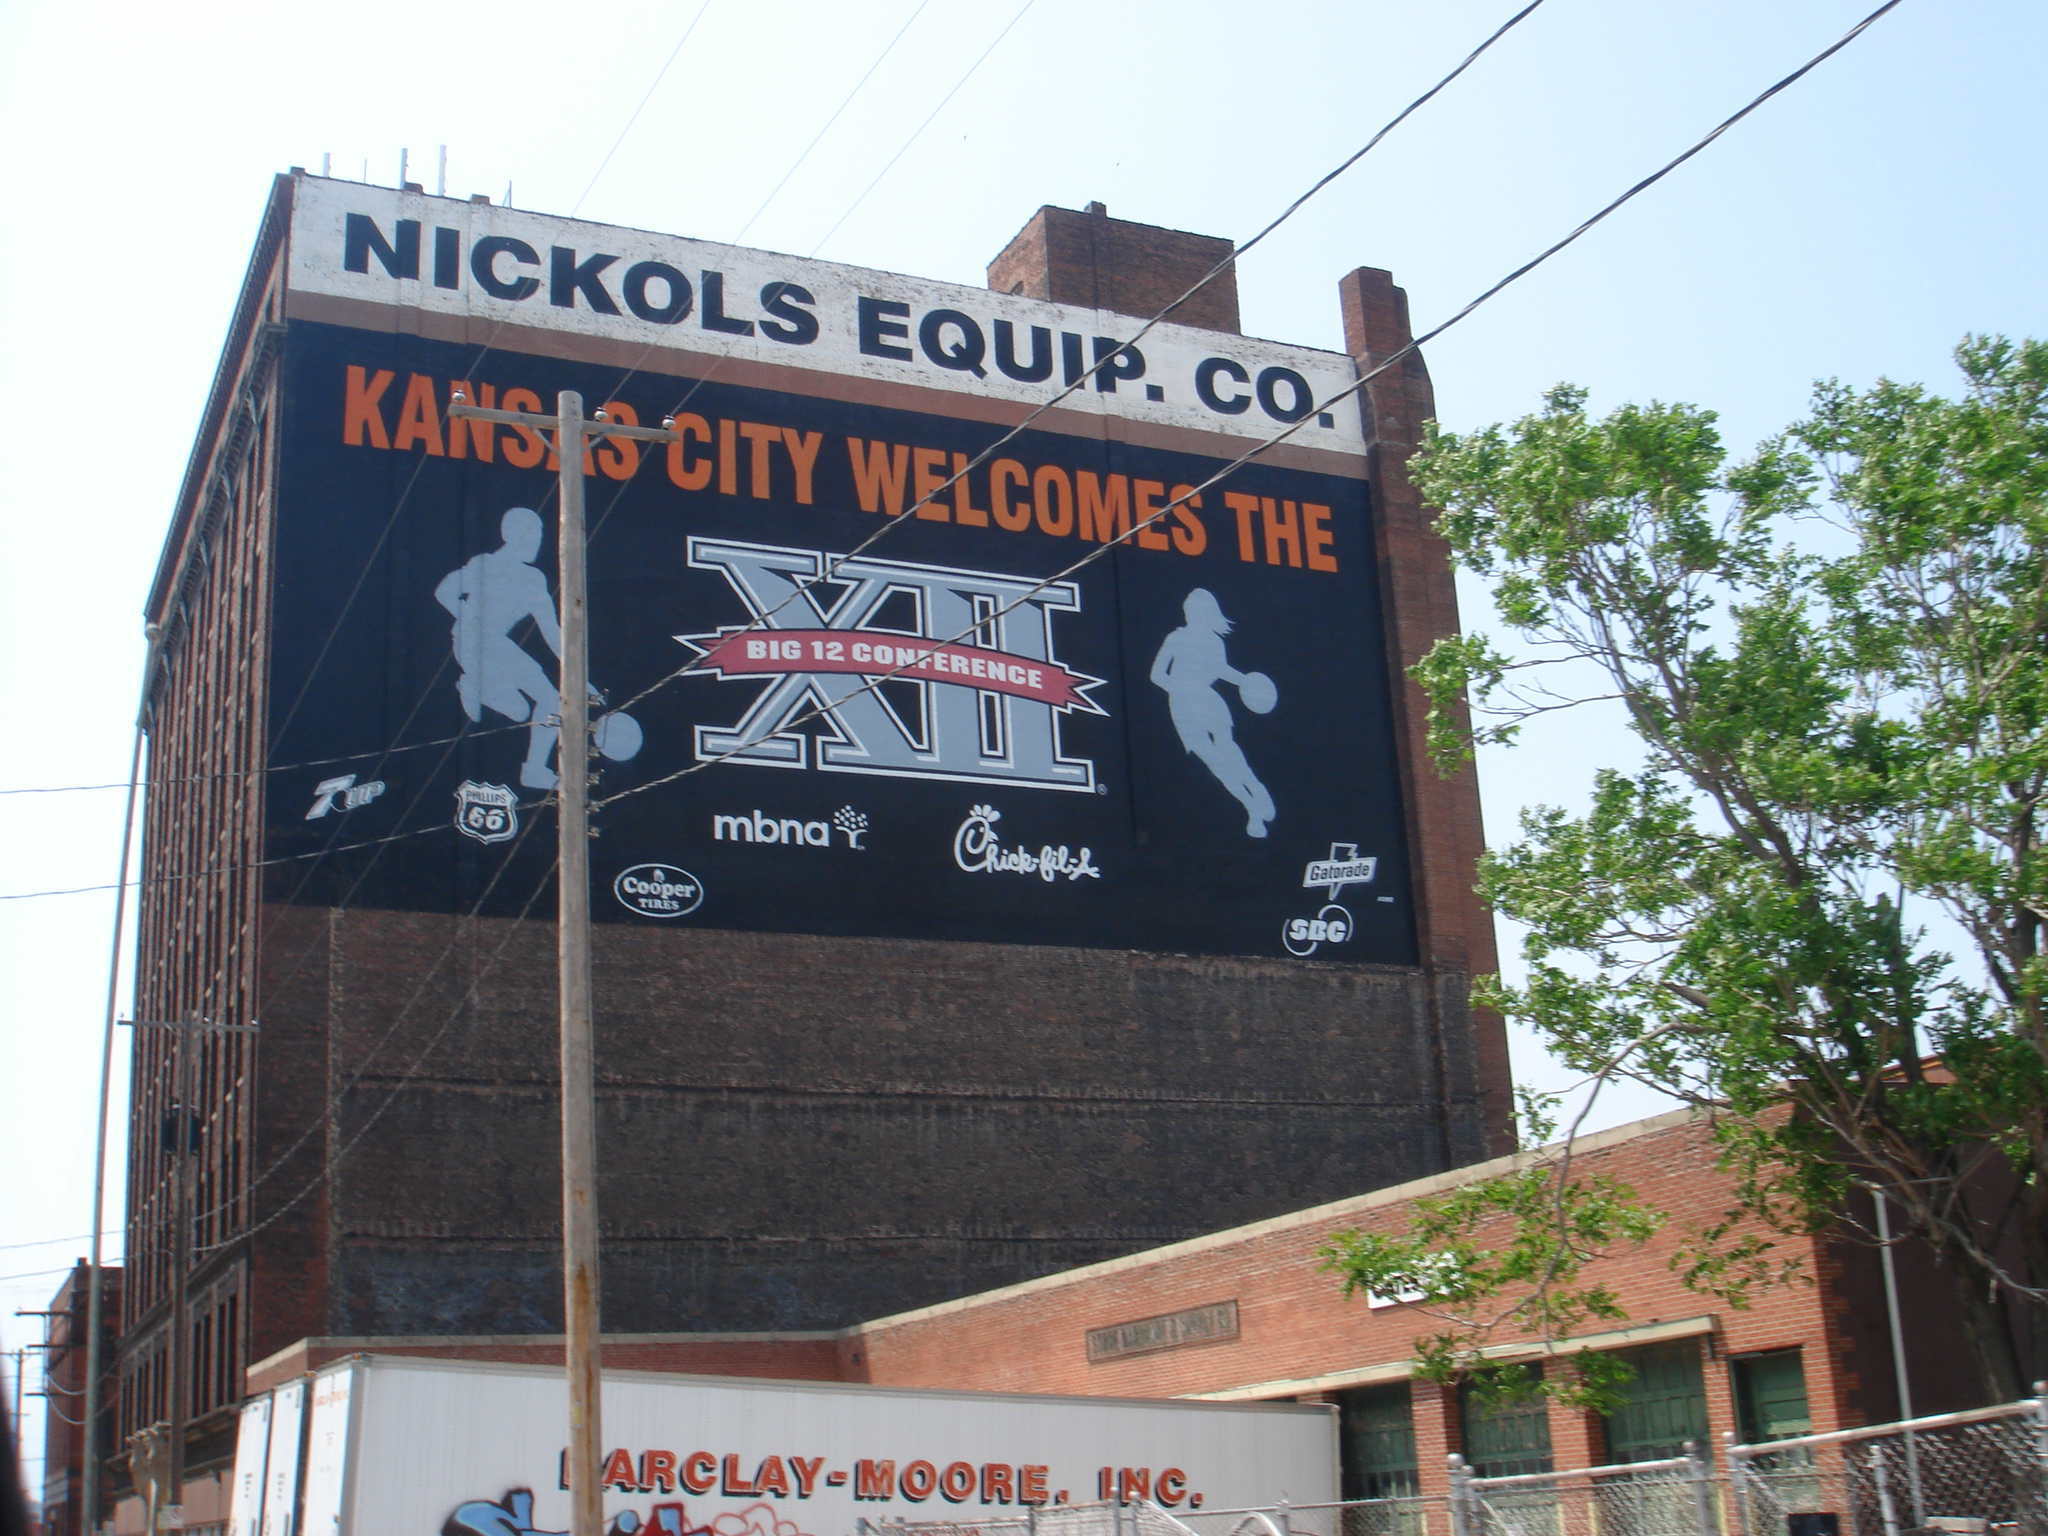 NICKOLS EQUIP. CO.
KANSAS CITY WELCOMES THE
XII
BIG 12 CONFERENCE
®
7UP
PHILLIPS
66
mbna
Chick-fil-A
Cooper
TIRES
Gatorade
SBC
BARCLAY-MOORE, INC.